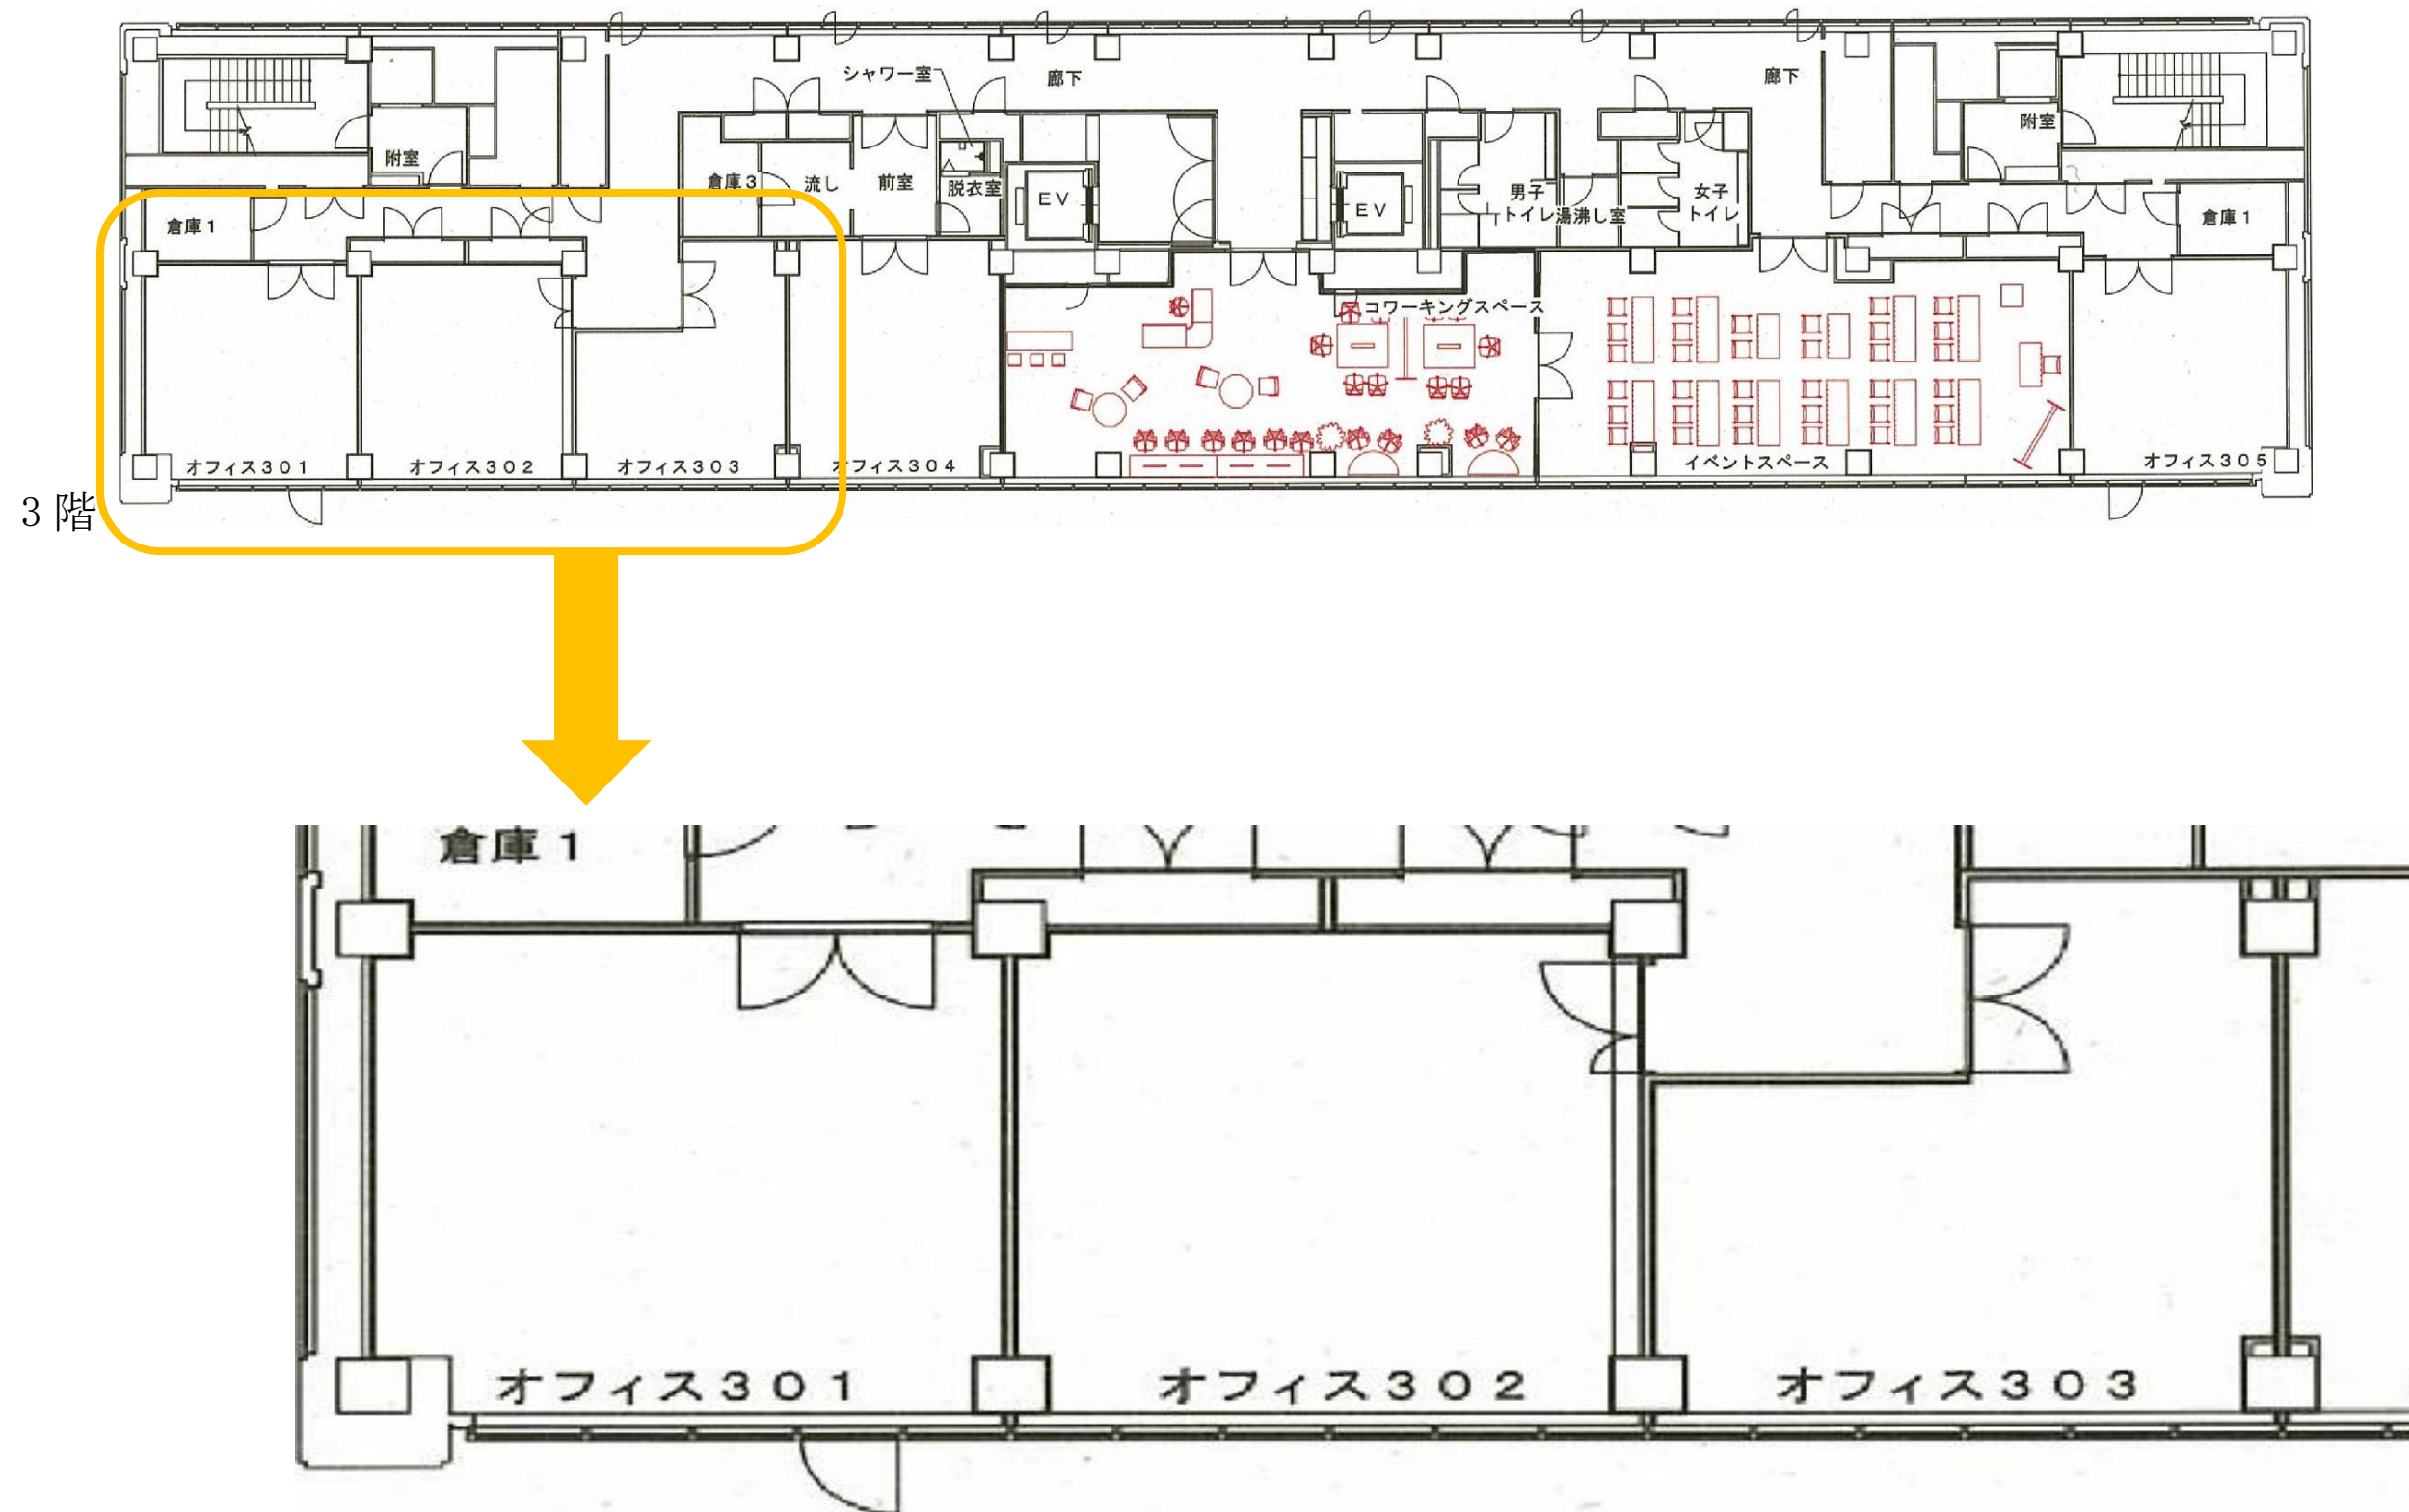 シャワー室
廊下
廊下
附室
附室
倉庫1
倉庫3
流し
前室
脱衣室
EV
EV
男子
トイレ
湯沸し室
女子
トイレ
倉庫1
コワーキングスペース
オフィス301
オフィス302
オフィス303
オフィス304
イベントスペース
オフィス305
3階
倉庫1
オフィス301
オフィス302
オフィス303